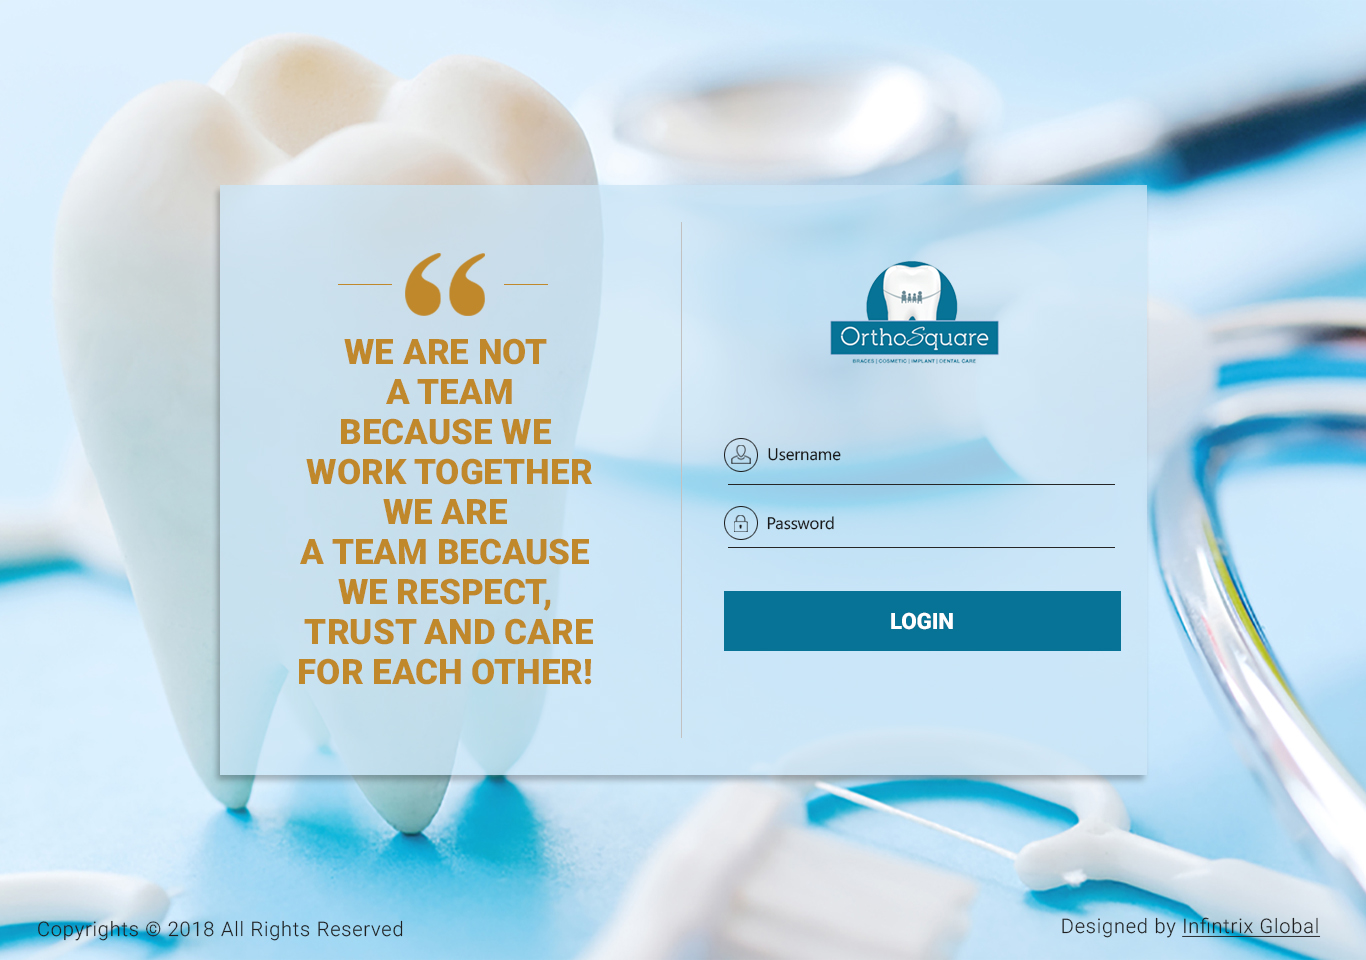 “
WE ARE NOT
A TEAM
BECAUSE WE
WORK TOGETHER
WE ARE
A TEAM BECAUSE
WE RESPECT,
TRUST AND CARE
FOR EACH OTHER!
OrthoSquare
BRACES | COSMETIC | IMPLANT | DENTAL CARE
Username
Password
LOGIN
Copyrights © 2018 All Rights Reserved
Designed by Infintrix Global